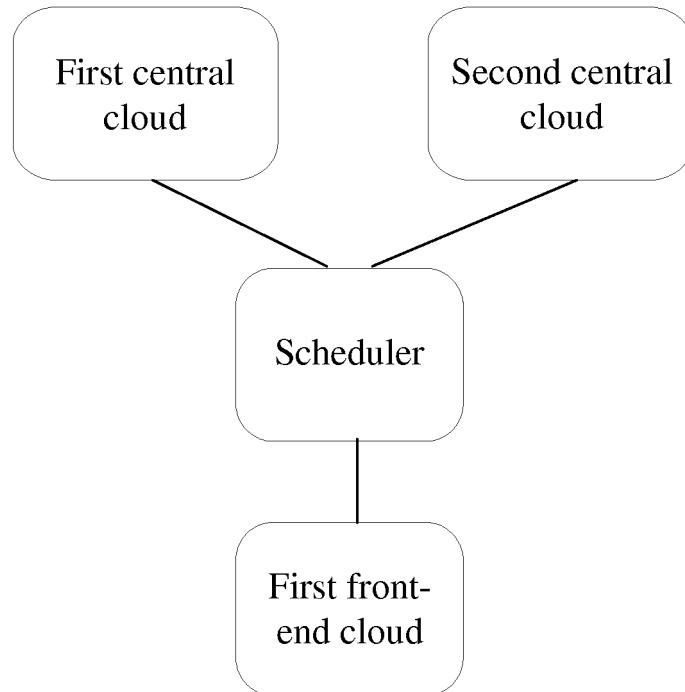 First central
cloud
Second central
cloud
Scheduler
First front-
end cloud